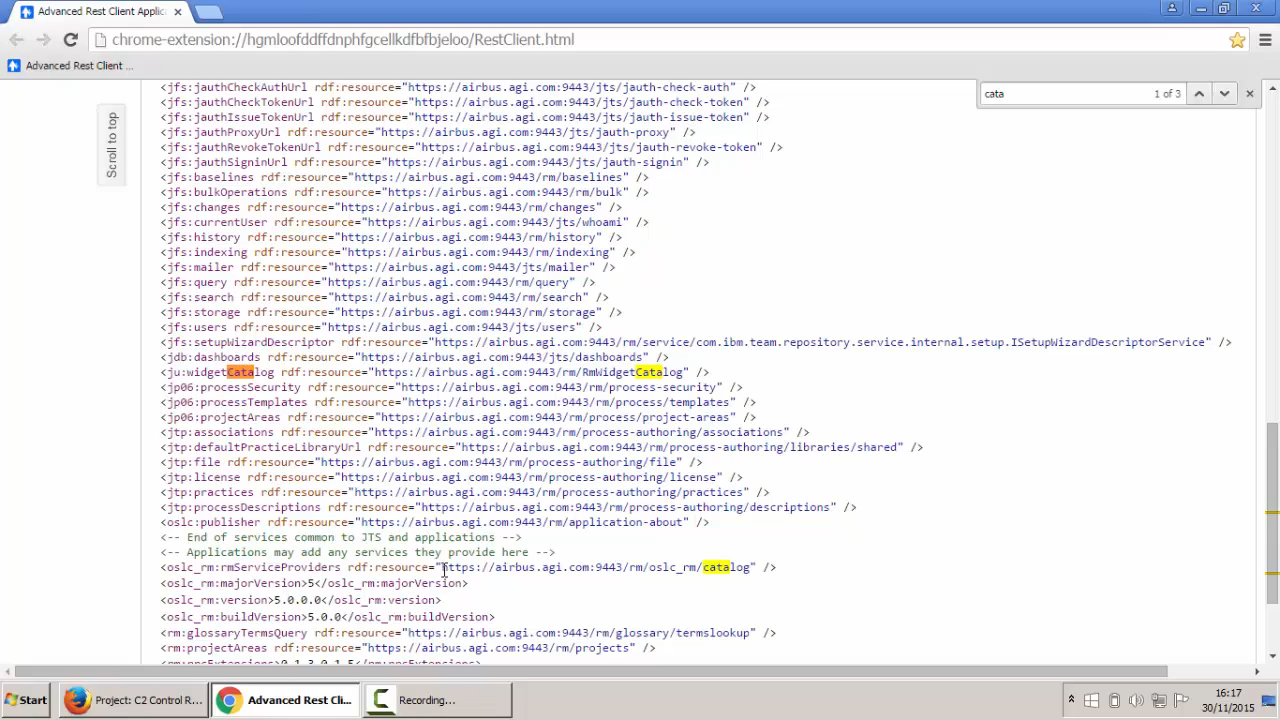 Advanced Rest Client Applic
chrome-extension://hgmloofddffdnphfgcellkdfbfbjeloo/RestClient.html
Advanced Rest Client ...
cata
1 of 3
Scroll to top
<jfs:jauthCheckAuthUrl rdf:resource="https://airbus.agi.com:9443/jts/jauth-check-auth" />
<jfs:jauthCheckTokenUrl rdf:resource="https://airbus.agi.com:9443/jts/jauth-check-token" />
<jfs:jauthIssueTokenUrl rdf:resource="https://airbus.agi.com:9443/jts/jauth-issue-token" />
<jfs:jauthProxyUrl rdf:resource="https://airbus.agi.com:9443/jts/jauth-proxy" />
<jfs:jauthRevokeTokenUrl rdf:resource="https://airbus.agi.com:9443/jts/jauth-revoke-token" />
<jfs:jauthSigninUrl rdf:resource="https://airbus.agi.com:9443/jts/jauth-signin" />
<jfs:baselines rdf:resource="https://airbus.agi.com:9443/rm/baselines" />
<jfs:bulkOperations rdf:resource="https://airbus.agi.com:9443/rm/bulk" />
<jfs:changes rdf:resource="https://airbus.agi.com:9443/rm/changes" />
<jfs:currentUser rdf:resource="https://airbus.agi.com:9443/jts/whoami" />
<jfs:history rdf:resource="https://airbus.agi.com:9443/rm/history" />
<jfs:indexing rdf:resource="https://airbus.agi.com:9443/rm/indexing" />
<jfs:mailer rdf:resource="https://airbus.agi.com:9443/jts/mailer" />
<jfs:query rdf:resource="https://airbus.agi.com:9443/rm/query" />
<jfs:search rdf:resource="https://airbus.agi.com:9443/rm/search" />
<jfs:storage rdf:resource="https://airbus.agi.com:9443/rm/storage" />
<jfs:users rdf:resource="https://airbus.agi.com:9443/jts/users" />
<jfs:setupWizardDescriptor rdf:resource="https://airbus.agi.com:9443/rm/service/com.ibm.team.repository.service.internal.setup.ISetupWizardDescriptorService" />
<jdb:dashboards rdf:resource="https://airbus.agi.com:9443/jts/dashboards" />
<ju:widgetCatalog rdf:resource="https://airbus.agi.com:9443/rm/RmWidgetCatalog" />
<jp06:processSecurity rdf:resource="https://airbus.agi.com:9443/rm/process-security" />
<jp06:processTemplates rdf:resource="https://airbus.agi.com:9443/rm/process/templates" />
<jp06:projectAreas rdf:resource="https://airbus.agi.com:9443/rm/process/project-areas" />
<jtp:associations rdf:resource="https://airbus.agi.com:9443/rm/process-authoring/associations" />
<jtp:defaultPracticeLibraryUrl rdf:resource="https://airbus.agi.com:9443/rm/process-authoring/libraries/shared" />
<jtp:file rdf:resource="https://airbus.agi.com:9443/rm/process-authoring/file" />
<jtp:license rdf:resource="https://airbus.agi.com:9443/rm/process-authoring/license" />
<jtp:practices rdf:resource="https://airbus.agi.com:9443/rm/process-authoring/practices" />
<jtp:processDescriptions rdf:resource="https://airbus.agi.com:9443/rm/process-authoring/descriptions" />
<oslc:publisher rdf:resource="https://airbus.agi.com:9443/rm/application-about" />
<!-- End of services common to JTS and applications -->
<!-- Applications may add any services they provide here -->
<oslc_rm:rmServiceProviders rdf:resource="https://airbus.agi.com:9443/rm/oslc_rm/catalog" />
<oslc_rm:majorVersion>5</oslc_rm:majorVersion>
<oslc_rm:version>5.0.0.0</oslc_rm:version>
<oslc_rm:buildVersion>5.0.0</oslc_rm:buildVersion>
<rm:glossaryTermsQuery rdf:resource="https://airbus.agi.com:9443/rm/glossary/termslookup" />
<rm:projectAreas rdf:resource="https://airbus.agi.com:9443/rm/projects" />
Start
Project: C2 Control R...
Advanced Rest Cli...
Recording...
16:17
30/11/2015